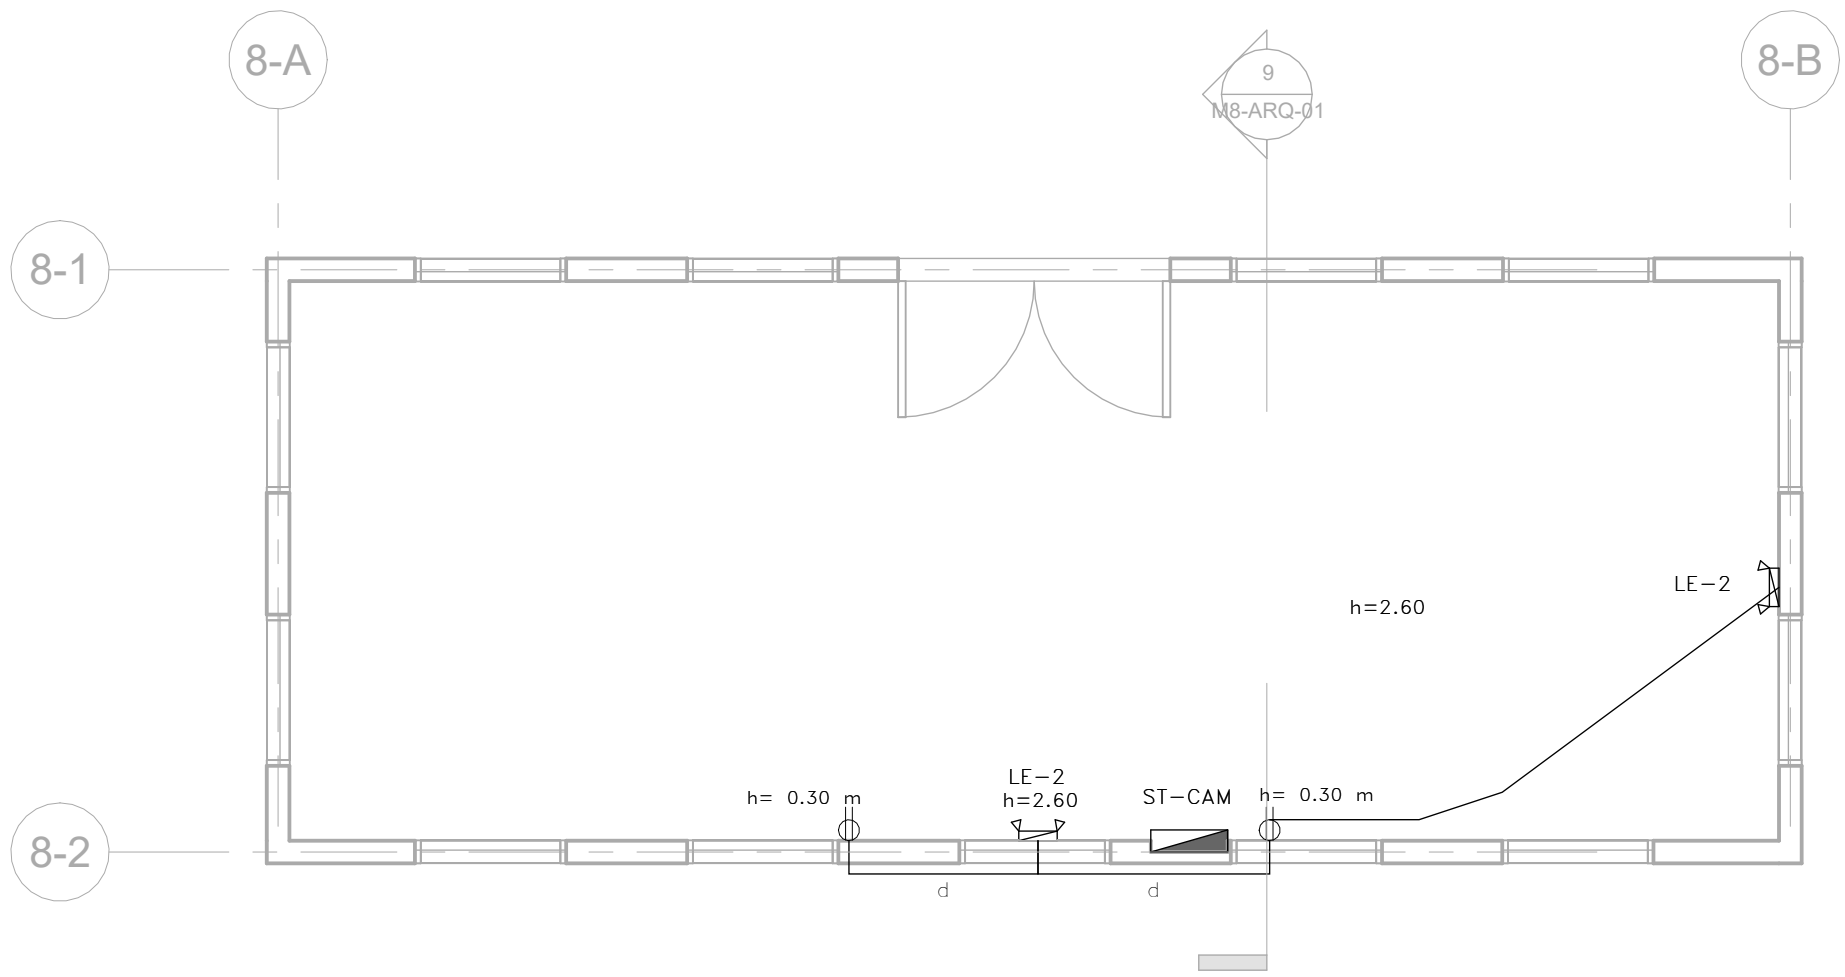 8-A
8-B
9
M8-ARQ-01
8-1
LE-2
h=2.60
LE-2
h= 0.30 m
h=2.60
ST-CAM
h= 0.30 m
8-2
d
d